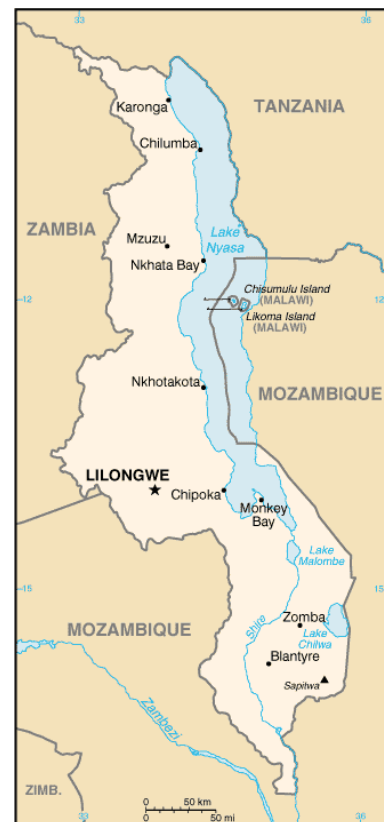 33
36
Karonga
TANZANIA
Chilumba
ZAMBIA
Mzuzu
Lake
Nyasa
Nkhata Bay
Chisumulu Island
(MALAWI)
12
12
Likoma Island
(MALAWI)
Nkhotakota
MOZAMBIQUE
LILONGWE
Chipoka
Monkey
Bay
Lake
Malombe
15
15
Zomba
MOZAMBIQUE
Shire
Lake
Chilwa
Blantyre
Sapitwa
Zambezi
ZIMB.
0 50 km
0 50 mi
33
36